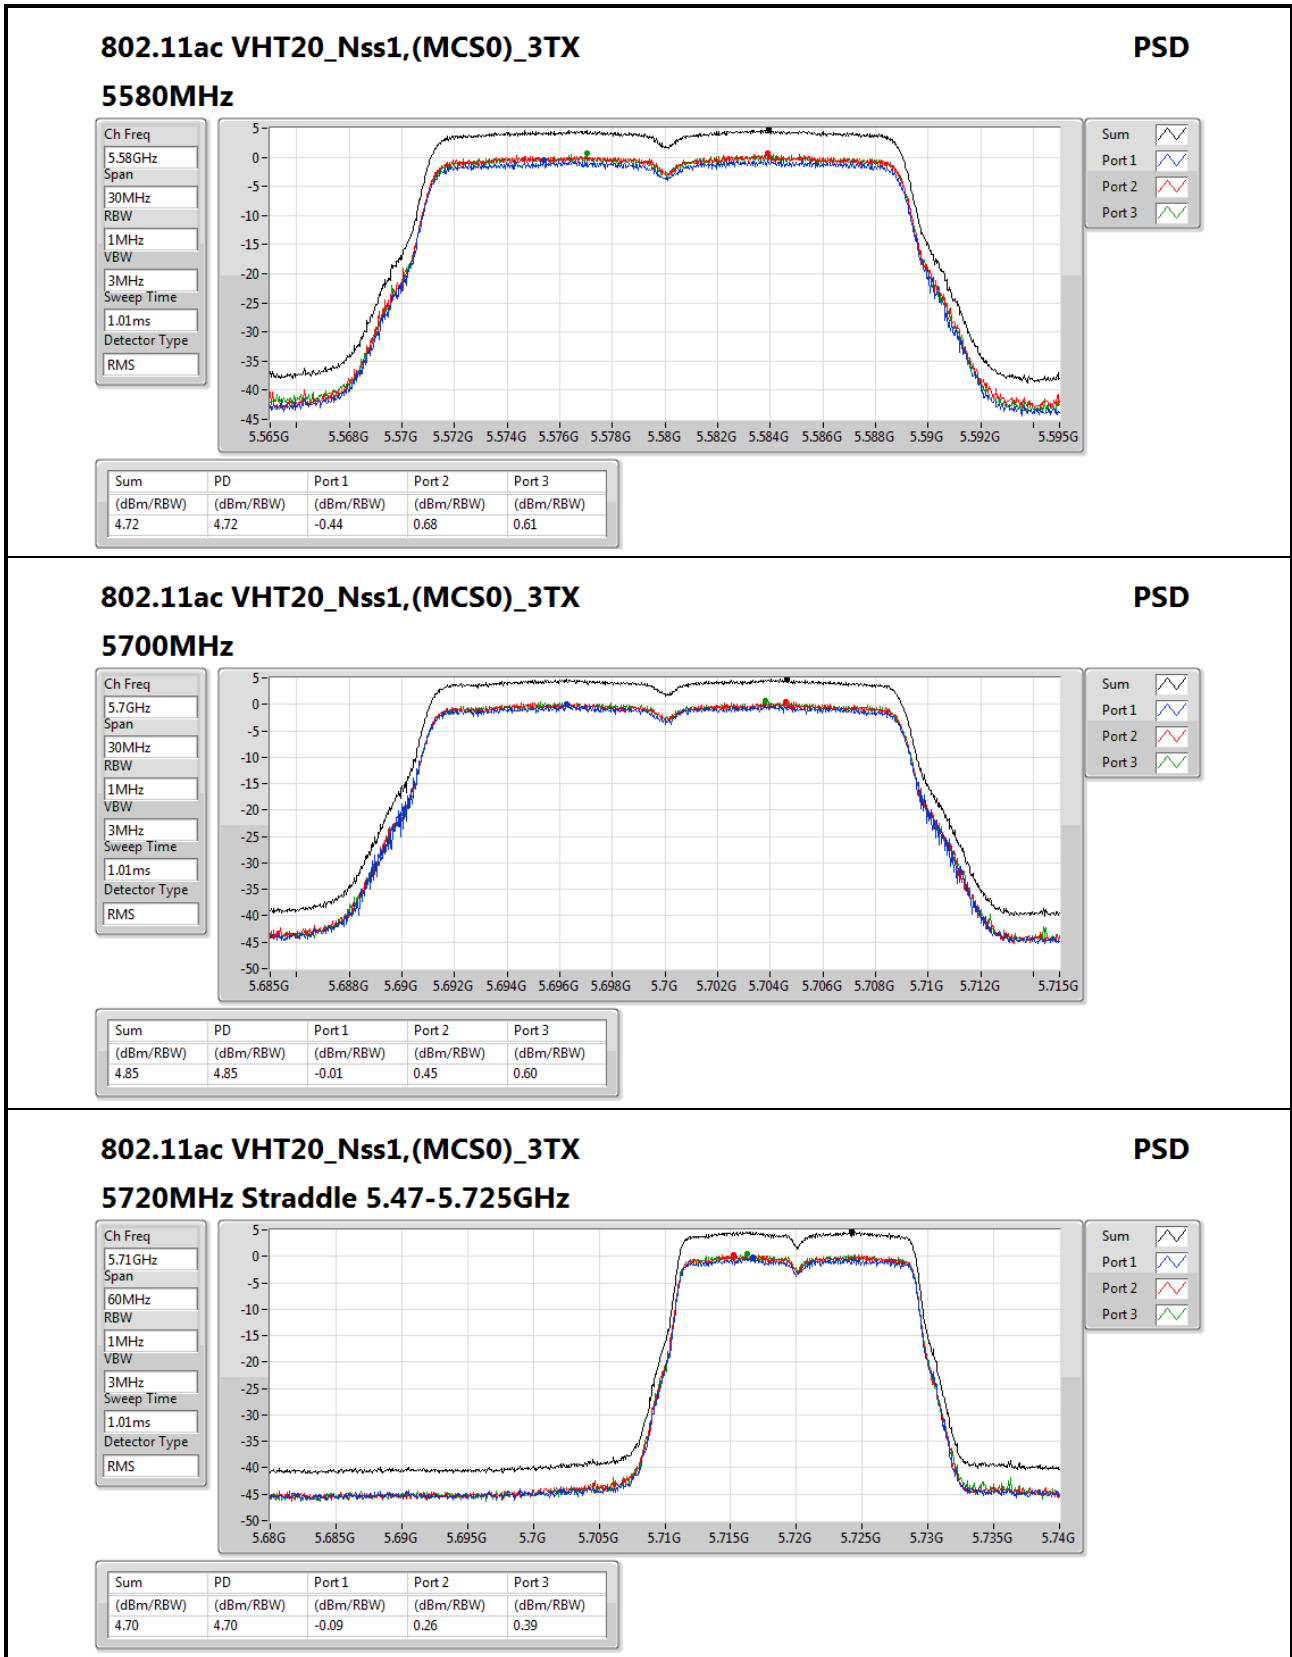 802.11ac VHT20_Nss1,(MCS0)_3TX PSD
5580MHz
Ch Freq
5.58GHz
Span
30MHz
RBW
1MHz
VBW
3MHz
Sweep Time
1.01ms
Detector Type
RMS
5
0
-5
-10
-15
-20
-25
-30
-35
-40
-45
5.565G 5.568G 5.57G 5.572G 5.574G 5.576G 5.578G 5.58G 5.582G 5.584G 5.586G 5.588G 5.59G 5.592G 5.595G
Sum
Port 1
Port 2
Port 3
Sum PD Port 1 Port 2 Port 3
(dBm/RBW) (dBm/RBW) (dBm/RBW) (dBm/RBW) (dBm/RBW)
4.72 4.72 -0.44 0.68 0.61
802.11ac VHT20_Nss1,(MCS0)_3TX PSD
5700MHz
Ch Freq
5.7GHz
Span
30MHz
RBW
1MHz
VBW
3MHz
Sweep Time
1.01ms
Detector Type
RMS
5
0
-5
-10
-15
-20
-25
-30
-35
-40
-45
-50
5.685G 5.688G 5.69G 5.692G 5.694G 5.696G 5.698G 5.7G 5.702G 5.704G 5.706G 5.708G 5.71G 5.712G 5.715G
Sum
Port 1
Port 2
Port 3
Sum PD Port 1 Port 2 Port 3
(dBm/RBW) (dBm/RBW) (dBm/RBW) (dBm/RBW) (dBm/RBW)
4.85 4.85 -0.01 0.45 0.60
802.11ac VHT20_Nss1,(MCS0)_3TX PSD
5720MHz Straddle 5.47-5.725GHz
Ch Freq
5.71GHz
Span
60MHz
RBW
1MHz
VBW
3MHz
Sweep Time
1.01ms
Detector Type
RMS
5
0
-5
-10
-15
-20
-25
-30
-35
-40
-45
-50
5.68G 5.685G 5.69G 5.695G 5.7G 5.705G 5.71G 5.715G 5.72G 5.725G 5.73G 5.735G 5.74G
Sum
Port 1
Port 2
Port 3
Sum PD Port 1 Port 2 Port 3
(dBm/RBW) (dBm/RBW) (dBm/RBW) (dBm/RBW) (dBm/RBW)
4.70 4.70 -0.09 0.26 0.39